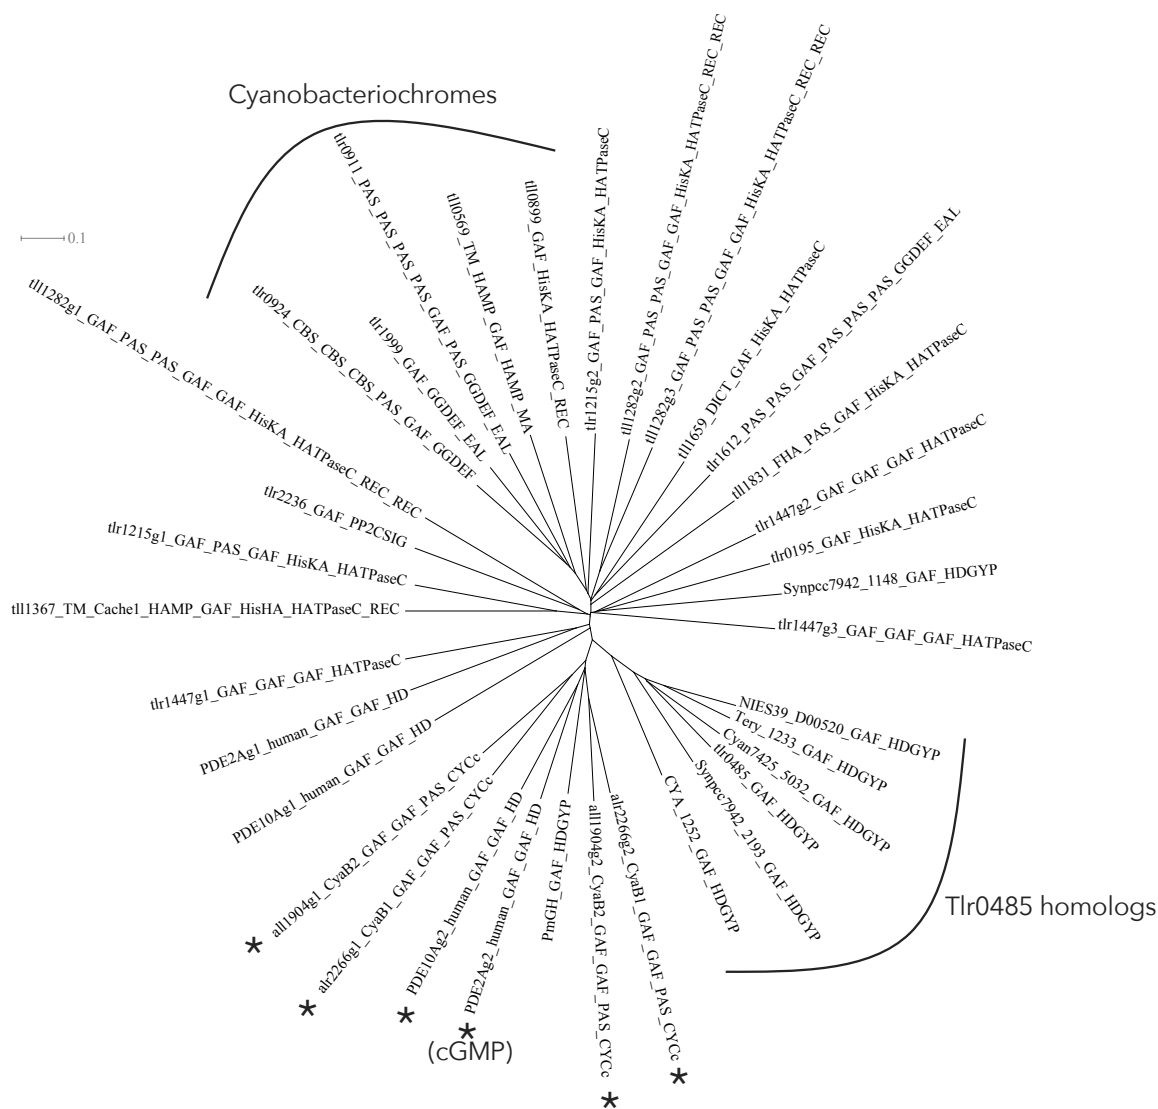 Cyanobacteriochromes
0.1
tll1282g1_GAF_PAS_PAS_GAF_GAF_HisKA_HATPaseC_REC_REC
tlr0924_CBS_CBS_CBS_PAS_GAF_GGDEF
tlr1999_GAF_GGDEF_EAL
tlr0911_PAS_PAS_PAS_PAS_GAF_PAS_GGDEF_EAL
tll0569_TM_HAMP_GAF_HAMP_MA
tll0899_GAF_HisKA_HATPaseC_REC
tlr1215g2_GAF_PAS_GAF_HisKA_HATPaseC
tll1282g2_GAF_PAS_PAS_GAF_GAF_HisKA_HATPaseC_REC_REC
tll1282g3_GAF_PAS_PAS_GAF_GAF_HisKA_HATPaseC_REC_REC
tll1659_DICT_GAF_HisKA_HATPaseC
tlr1612_PAS_PAS_GAF_PAS_PAS_PAS_GGDEF_EAL
tll1831_FHA_PAS_GAF_HisKA_HATPaseC
tlr1447g2_GAF_GAF_GAF_HATPaseC
tlr0195_GAF_HisKA_HATPaseC
Synpcc7942_1148_GAF_HDGYP
tlr1447g3_GAF_GAF_GAF_HATPaseC
tlr2236_GAF_PP2CSIG
tlr1215g1_GAF_PAS_GAF_HisKA_HATPaseC
tll1367_TM_Cache1_HAMP_GAF_HisHA_HATPaseC_REC
tlr1447g1_GAF_GAF_GAF_HATPaseC
PDE2Ag1_human_GAF_GAF_HD
PDE10Ag1_human_GAF_GAF_HD
all1904g1_CyaB2_GAF_GAF_PAS_CYCc
*
alr2266g1_CyaB1_GAF_GAF_PAS_CYCc
*
PDE10Ag2_human_GAF_GAF_HD
*
PDE2Ag2_human_GAF_GAF_HD
*
(cGMP)
PmGH_GAF_HDGYP
all1904g2_CyaB2_GAF_GAF_PAS_CYCc
*
alr2266g2_CyaB1_GAF_GAF_PAS_CYCc
*
CYA_1252_GAF_HDGYP
Synpcc7942_2193_GAF_HDGYP
tlr0485_GAF_HDGYP
Cyan7425_5032_GAF_HDGYP
Tery_1233_GAF_HDGYP
NIES39_D00520_GAF_HDGYP
Tlr0485 homologs